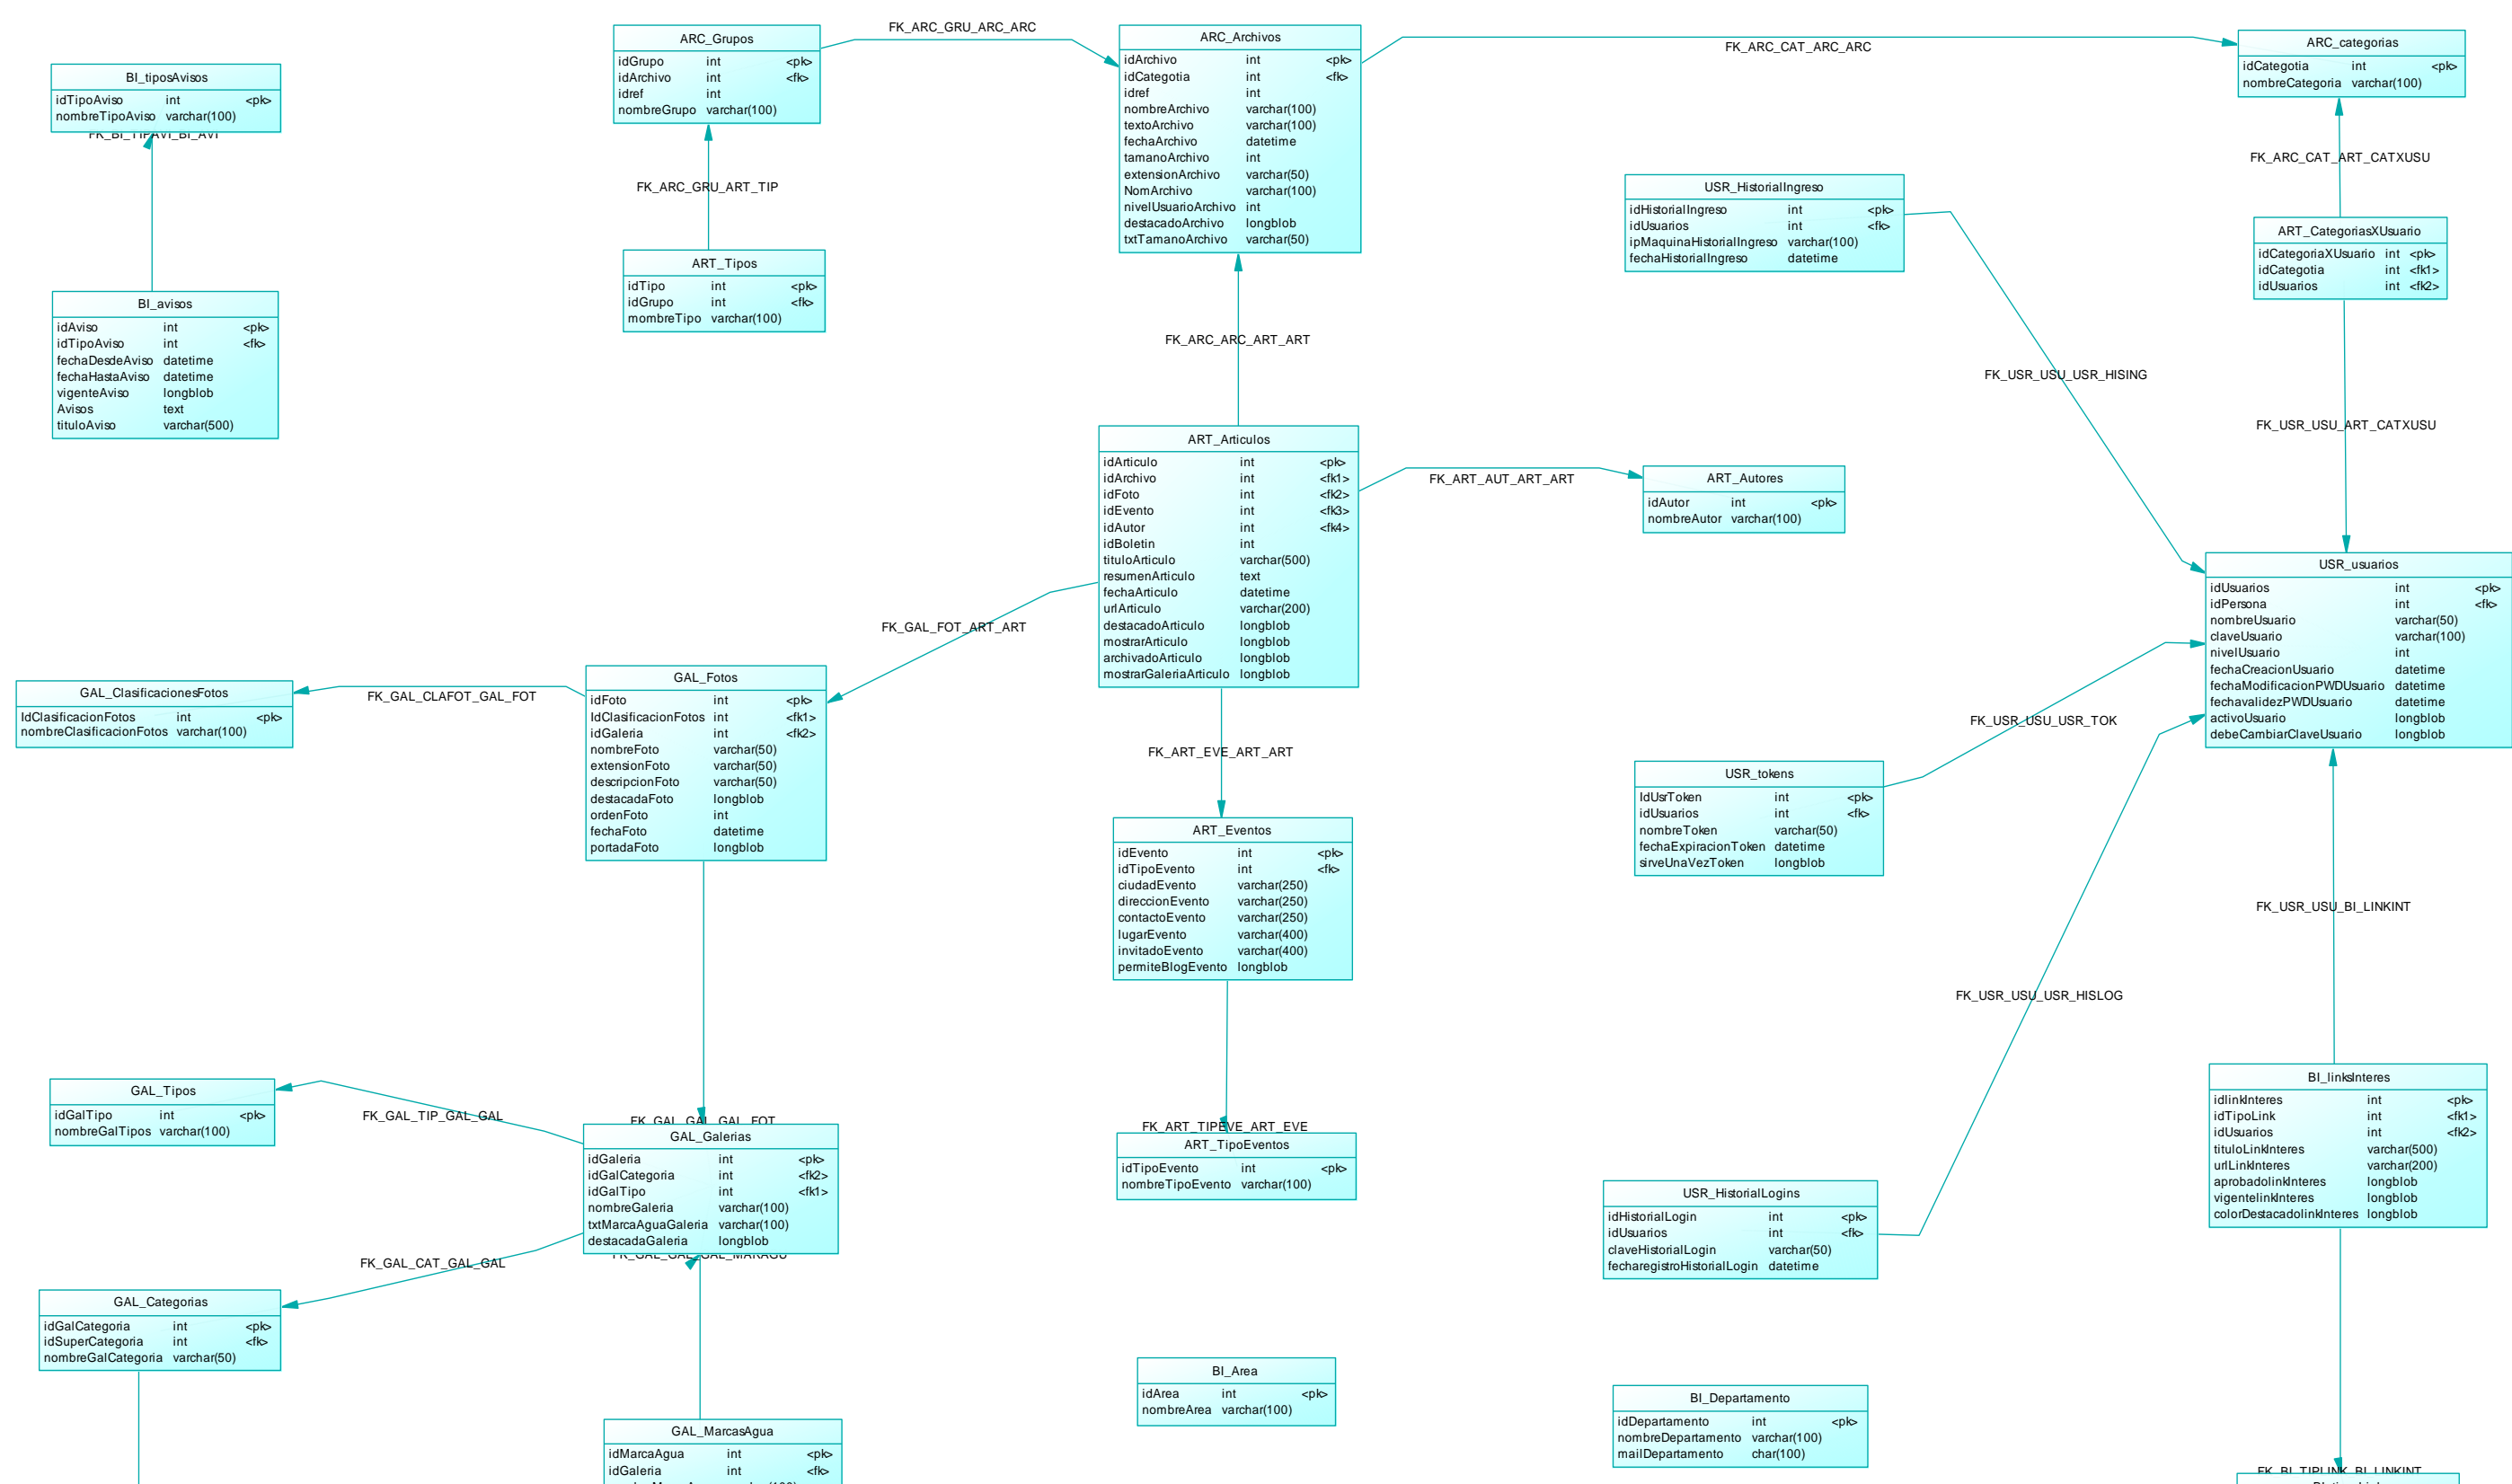 BI_tiposAvisos
idTipoAviso int <pk>
nombreTipoAviso varchar(100)
FK_BI_TIPAVI_BI_AVI
BI_avisos
idAviso int <pk>
idTipoAviso int <fk>
fechaDesdeAviso datetime
fechaHastaAviso datetime
vigenteAviso longblob
Avisos text
tituloAviso varchar(500)
ARC_Grupos
idGrupo int <pk>
idArchivo int <fk>
idref int
nombreGrupo varchar(100)
FK_ARC_GRU_ARC_ARC
FK_ARC_GRU_ART_TIP
ART_Tipos
idTipo int <pk>
idGrupo int <fk>
mombreTipo varchar(100)
ARC_Archivos
idArchivo int <pk>
idCategotia int <fk>
idref int
nombreArchivo varchar(100)
textoArchivo varchar(100)
fechaArchivo datetime
tamanoArchivo int
extensionArchivo varchar(50)
NomArchivo varchar(100)
nivelUsuarioArchivo int
destacadoArchivo longblob
txtTamanoArchivo varchar(50)
FK_ARC_CAT_ARC_ARC
ARC_categorias
idCategotia int <pk>
nombreCategoria varchar(100)
FK_ARC_CAT_ART_CATXUSU
USR_HistorialIngreso
idHistorialIngreso int <pk>
idUsuarios int <fk>
ipMaquinaHistorialIngreso varchar(100)
fechaHistorialIngreso datetime
ART_CategoriasXUsuario
idCategoriaXUsuario int <pk>
idCategotia int <fk1>
idUsuarios int <fk2>
FK_ARC_ARC_ART_ART
FK_USR_USU_USR_HISING
FK_USR_USU_ART_CATXUSU
ART_Articulos
idArticulo int <pk>
idArchivo int <fk1>
idFoto int <fk2>
idEvento int <fk3>
idAutor int <fk4>
idBoletin int
tituloArticulo varchar(500)
resumenArticulo text
fechaArticulo datetime
urlArticulo varchar(200)
destacadoArticulo longblob
mostrarArticulo longblob
archivadoArticulo longblob
mostrarGaleriaArticulo longblob
FK_ART_AUT_ART_ART
ART_Autores
idAutor int <pk>
nombreAutor varchar(100)
USR_usuarios
idUsuarios int <pk>
idPersona int <fk>
nombreUsuario varchar(50)
claveUsuario varchar(100)
nivelUsuario int
fechaCreacionUsuario datetime
fechaModificacionPWDUsuario datetime
fechavalidezPWDUsuario datetime
activoUsuario longblob
debeCambiarClaveUsuario longblob
FK_GAL_FOT_ART_ART
GAL_ClasificacionesFotos
IdClasificacionFotos int <pk>
nombreClasificacionFotos varchar(100)
FK_GAL_CLAFOT_GAL_FOT
GAL_Fotos
idFoto int <pk>
IdClasificacionFotos int <fk1>
idGaleria int <fk2>
nombreFoto varchar(50)
extensionFoto varchar(50)
descripcionFoto varchar(50)
destacadaFoto longblob
ordenFoto int
fechaFoto datetime
portadaFoto longblob
FK_ART_EVE_ART_ART
FK_USR_USU_USR_TOK
USR_tokens
IdUsrToken int <pk>
idUsuarios int <fk>
nombreToken varchar(50)
fechaExpiracionToken datetime
sirveUnaVezToken longblob
ART_Eventos
idEvento int <pk>
idTipoEvento int <fk>
ciudadEvento varchar(250)
direccionEvento varchar(250)
contactoEvento varchar(250)
lugarEvento varchar(400)
invitadoEvento varchar(400)
permiteBlogEvento longblob
FK_USR_USU_BI_LINKINT
FK_USR_USU_USR_HISLOG
GAL_Tipos
idGalTipo int <pk>
nombreGalTipos varchar(100)
FK_GAL_TIP_GAL_GAL
FK_GAL_GAL_GAL_FOT
GAL_Galerias
idGaleria int <pk>
idGalCategoria int <fk2>
idGalTipo int <fk1>
nombreGaleria varchar(100)
txtMarcaAguaGaleria varchar(100)
destacadaGaleria longblob
FK_GAL_GAL_GAL_MARAGU
FK_ART_TIPEVE_ART_EVE
ART_TipoEventos
idTipoEvento int <pk>
nombreTipoEvento varchar(100)
BI_linksInteres
idlinkInteres int <pk>
idTipoLink int <fk1>
idUsuarios int <fk2>
tituloLinkInteres varchar(500)
urlLinkInteres varchar(200)
aprobadolinkInteres longblob
vigentelinkInteres longblob
colorDestacadolinkInteres longblob
USR_HistorialLogins
idHistorialLogin int <pk>
idUsuarios int <fk>
claveHistorialLogin varchar(50)
fecharegistroHistorialLogin datetime
FK_GAL_CAT_GAL_GAL
GAL_Categorias
idGalCategoria int <pk>
idSuperCategoria int <fk>
nombreGalCategoria varchar(50)
BI_Area
idArea int <pk>
nombreArea varchar(100)
BI_Departamento
idDepartamento int <pk>
nombreDepartamento varchar(100)
mailDepartamento char(100)
GAL_MarcasAgua
idMarcaAgua int <pk>
idGaleria int <fk>
FK_BI_TIPLINK_BI_LINKINT